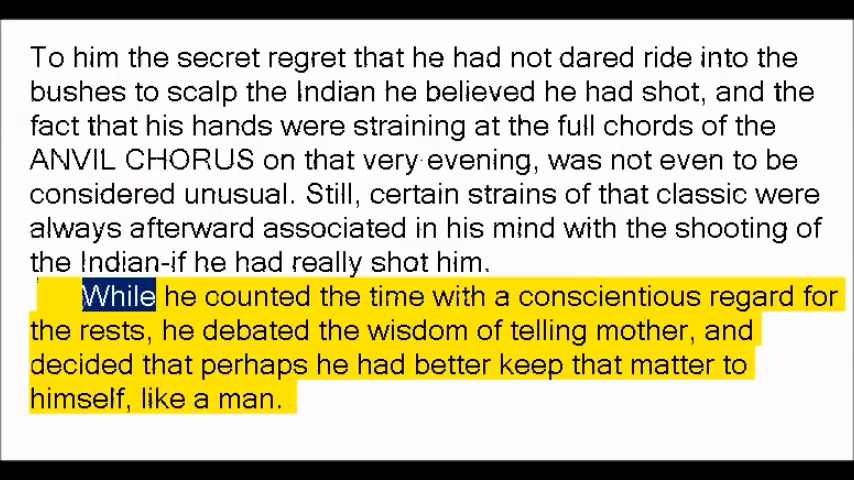 To him the secret regret that he had not dared ride into the
bushes to scalp the Indian he believed he had shot, and the
fact that his hands were straining at the full chords of the
ANVIL CHORUS on that very evening, was not even to be
considered unusual. Still, certain strains of that classic were
always afterward associated in his mind with the shooting of
the Indian-if he had really shot him.
While he counted the time with a conscientious regard for
the rests, he debated the wisdom of telling mother, and
decided that perhaps he had better keep that matter to
himself, like a man.